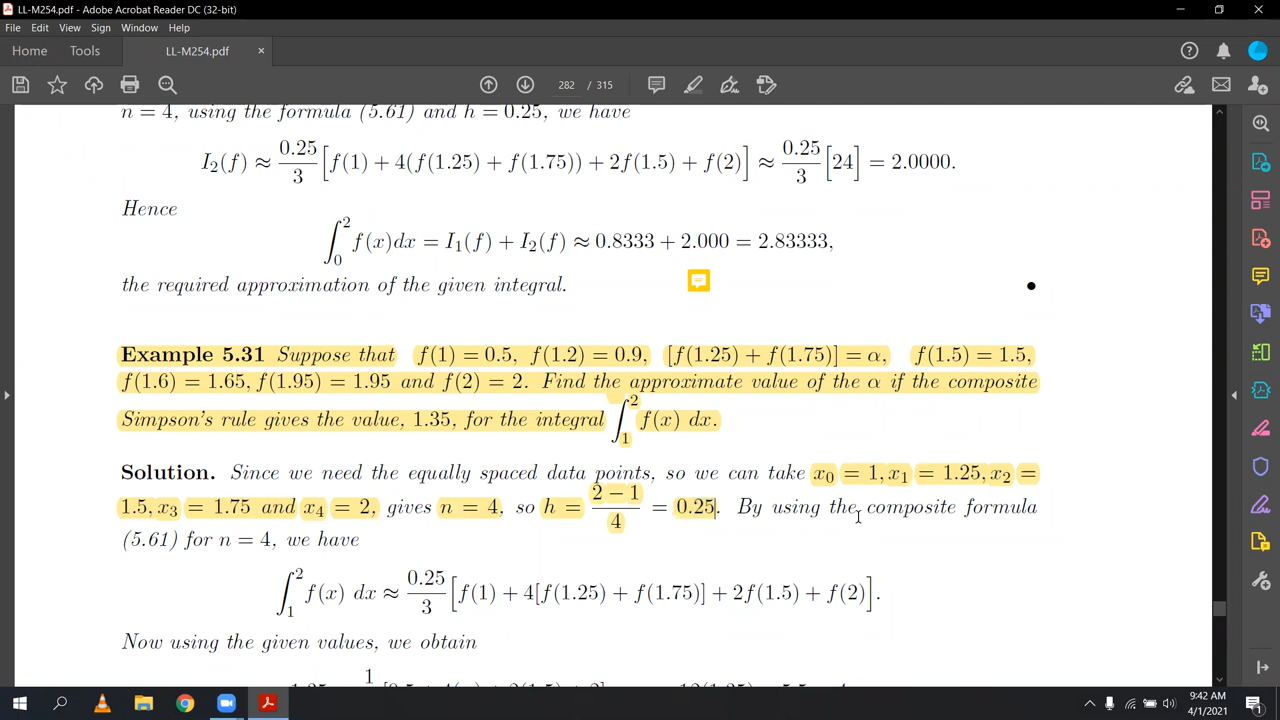 LL-M254.pdf - Adobe Acrobat Reader DC (32-bit)
File Edit View Sign Window Help
Home Tools LL-M254.pdf ×
282 / 315
n = 4, using the formula (5.61) and h = 0.25, we have
I₂(f) ≈ 0.25/3 [f(1) + 4(f(1.25) + f(1.75)) + 2f(1.5) + f(2)] ≈ 0.25/3 [24] = 2.0000.
Hence
∫₀² f(x)dx = I₁(f) + I₂(f) ≈ 0.8333 + 2.000 = 2.83333,
the required approximation of the given integral.
Example 5.31 Suppose that f(1) = 0.5, f(1.2) = 0.9, [f(1.25) + f(1.75)] = α, f(1.5) = 1.5,
f(1.6) = 1.65, f(1.95) = 1.95 and f(2) = 2. Find the approximate value of the α if the composite
Simpson's rule gives the value, 1.35, for the integral ∫₁² f(x) dx.
Solution. Since we need the equally spaced data points, so we can take x₀ = 1, x₁ = 1.25, x₂ =
1.5, x₃ = 1.75 and x₄ = 2, gives n = 4, so h = 2 − 1/4 = 0.25. By using the composite formula
(5.61) for n = 4, we have
∫₁² f(x) dx ≈ 0.25/3 [f(1) + 4[f(1.25) + f(1.75)] + 2f(1.5) + f(2)].
Now using the given values, we obtain
9:42 AM
4/1/2021